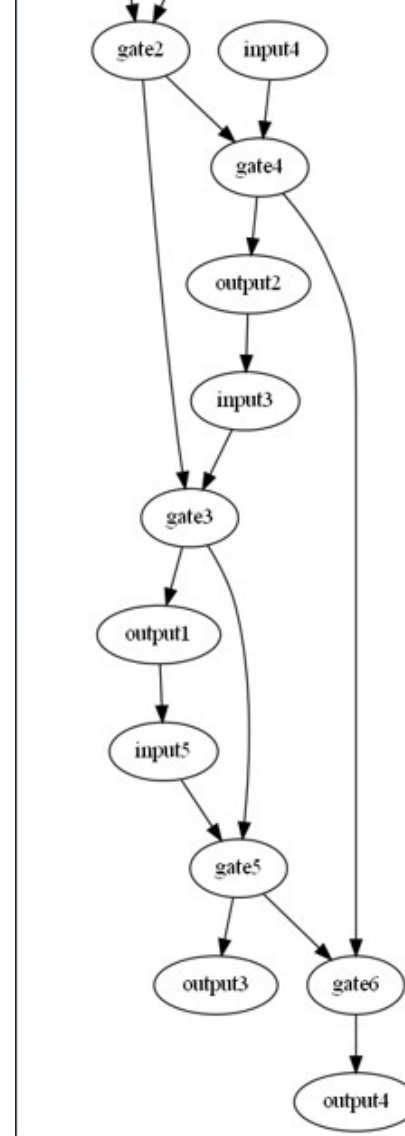 gate2
input4
gate4
output2
input3
gate3
output1
input5
gate5
output3
gate6
output4